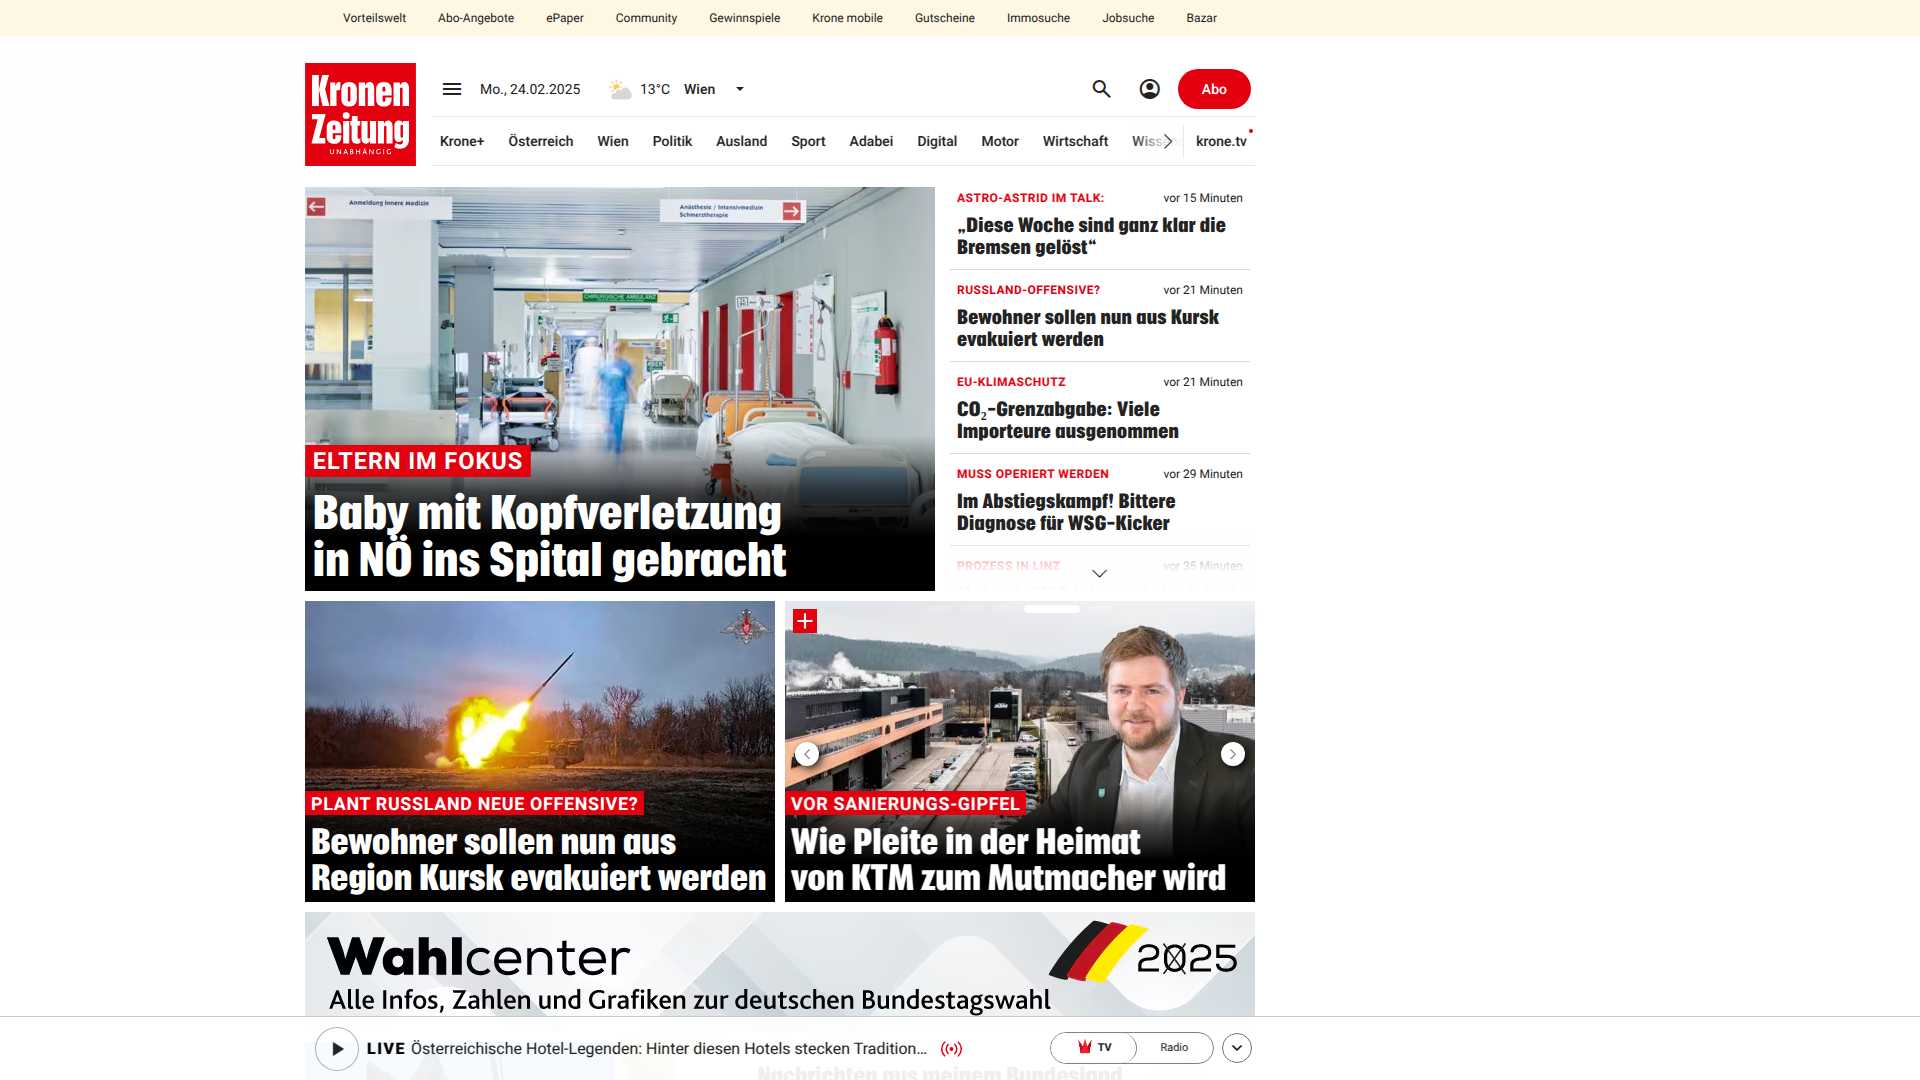 Vorteilswelt Abo-Angebote ePaper Community Gewinnspiele Krone mobile Gutscheine Immosuche Jobsuche Bazar
Kronen
Zeitung
UNABHÄNGIG
Mo., 24.02.2025 13°C Wien Abo
Krone+ Österreich Wien Politik Ausland Sport Adabei Digital Motor Wirtschaft krone.tv
Anmeldung Innere Medizin
Anästhesie / Intensivmedizin
Schmerztherapie
CHIRURGISCHE AMBULANZ
ELTERN IM FOKUS
Baby mit Kopfverletzung
in NÖ ins Spital gebracht
ASTRO-ASTRID IM TALK: vor 15 Minuten
„Diese Woche sind ganz klar die
Bremsen gelöst“
RUSSLAND-OFFENSIVE? vor 21 Minuten
Bewohner sollen nun aus Kursk
evakuiert werden
EU-KLIMASCHUTZ vor 21 Minuten
CO₂-Grenzabgabe: Viele
Importeure ausgenommen
MUSS OPERIERT WERDEN vor 29 Minuten
Im Abstiegskampf! Bittere
Diagnose für WSG-Kicker
PROZESS IN LINZ vor 35 Minuten
PLANT RUSSLAND NEUE OFFENSIVE?
Bewohner sollen nun aus
Region Kursk evakuiert werden
KTM
VOR SANIERUNGS-GIPFEL
Wie Pleite in der Heimat
von KTM zum Mutmacher wird
Wahlcenter
Alle Infos, Zahlen und Grafiken zur deutschen Bundestagswahl
2025
LIVE Österreichische Hotel-Legenden: Hinter diesen Hotels stecken Tradition... TV Radio
Nachrichten aus meinem Bundesland